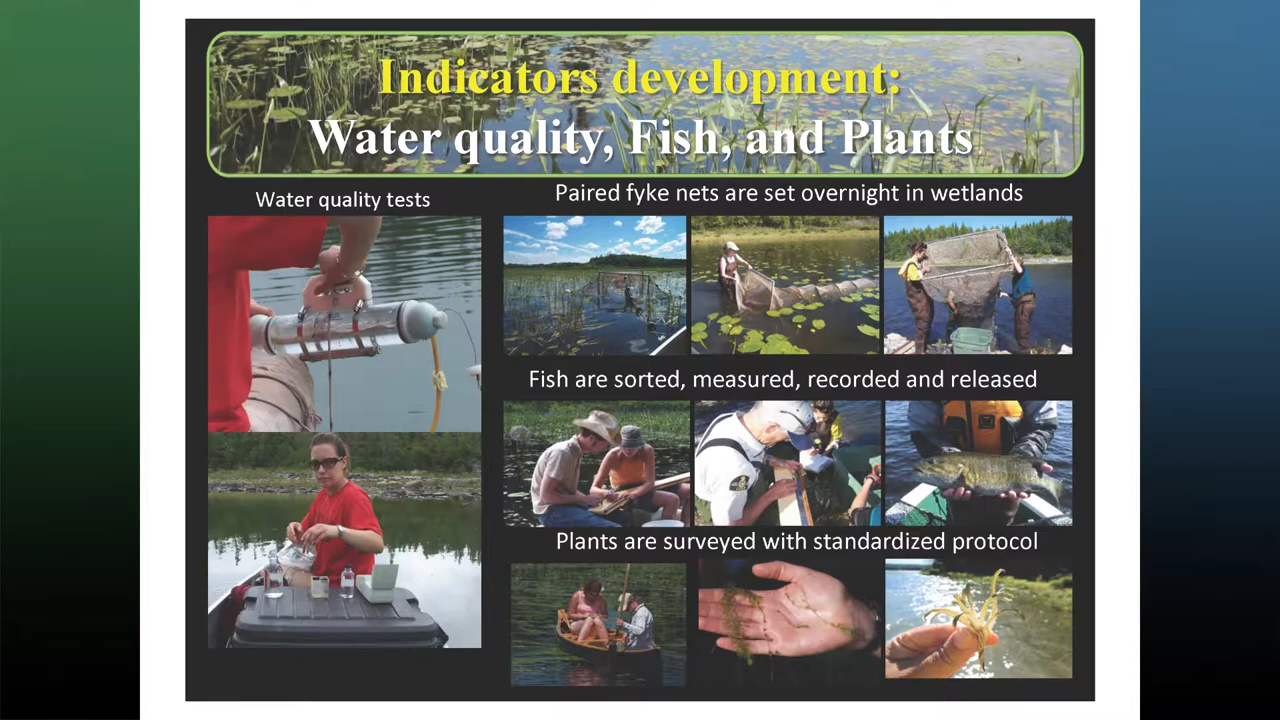 Indicators development:
Water quality, Fish, and Plants
Water quality tests
Paired fyke nets are set overnight in wetlands
Fish are sorted, measured, recorded and released
Plants are surveyed with standardized protocol